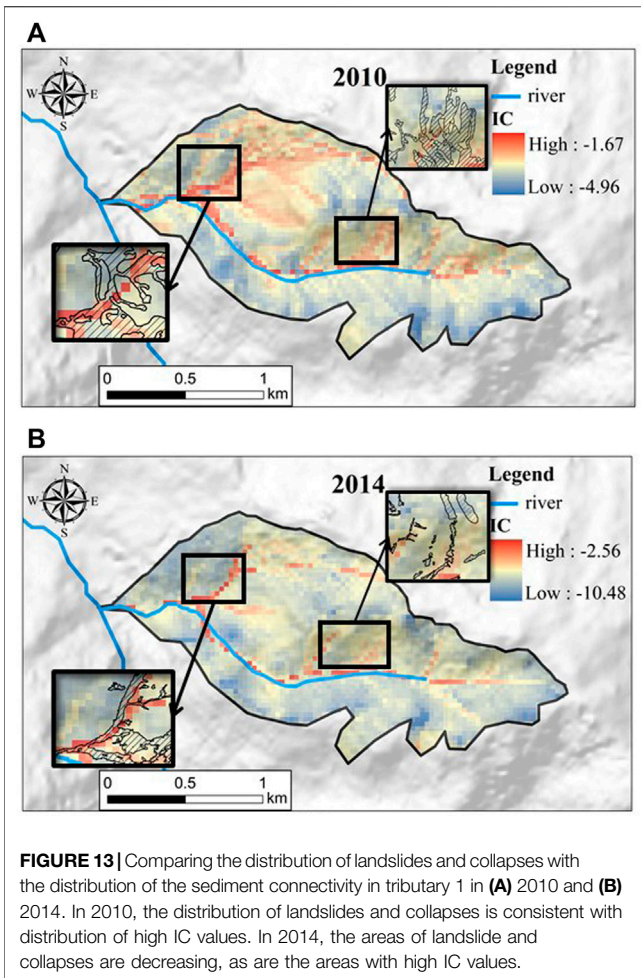 A
N
W
E
S
2010
Legend
river
IC
High : -1.67
Low : -4.96
0 0.5 1
km
B
N
W
E
S
2014
Legend
river
IC
High : -2.56
Low : -10.48
0 0.5 1
km
FIGURE 13 | Comparing the distribution of landslides and collapses with
the distribution of the sediment connectivity in tributary 1 in (A) 2010 and (B)
2014. In 2010, the distribution of landslides and collapses is consistent with
distribution of high IC values. In 2014, the areas of landslide and
collapses are decreasing, as are the areas with high IC values.